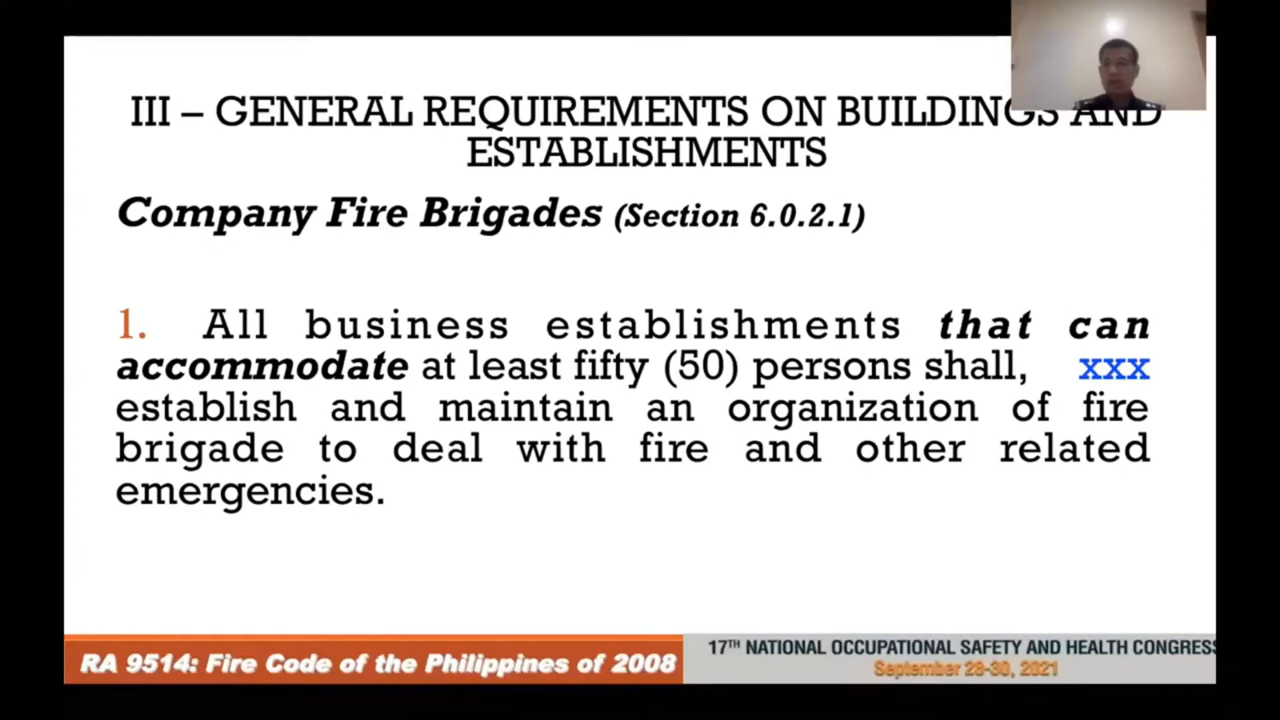 III – GENERAL REQUIREMENTS ON BUILDINGS AND
ESTABLISHMENTS
Company Fire Brigades (Section 6.0.2.1)
1. All business establishments that can
accommodate at least fifty (50) persons shall, xxx
establish and maintain an organization of fire
brigade to deal with fire and other related
emergencies.
RA 9514: Fire Code of the Philippines of 2008
17TH NATIONAL OCCUPATIONAL SAFETY AND HEALTH CONGRESS
September 28-30, 2021